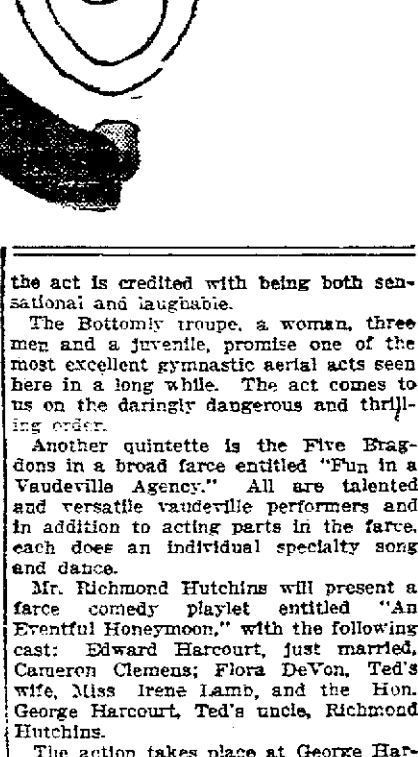 the act is credited with being both sen-
sational and laughable.
The Bottomly troupe, a woman, three
men and a juvenile, promise one of the
most excellent gymnastic aerial acts seen
here in a long while. The act comes to
us on the daringly dangerous and thrill-
ing order.
Another quintette is the Five Brag-
dons in a broad farce entitled "Fun in a
Vaudeville Agency." All are talented
and versatile vaudeville performers and
in addition to acting parts in the farce,
each does an individual specialty song
and dance.
Mr. Richmond Hutchins will present a
farce comedy playlet entitled "An
Eventful Honeymoon," with the following
cast: Edward Harcourt, just married,
Cameron Clemens; Flora DeVon, Ted's
wife, Miss Irene Lamb, and the Hon.
George Harcourt, Ted's uncle, Richmond
Hutchins.
The action takes place at George Har-